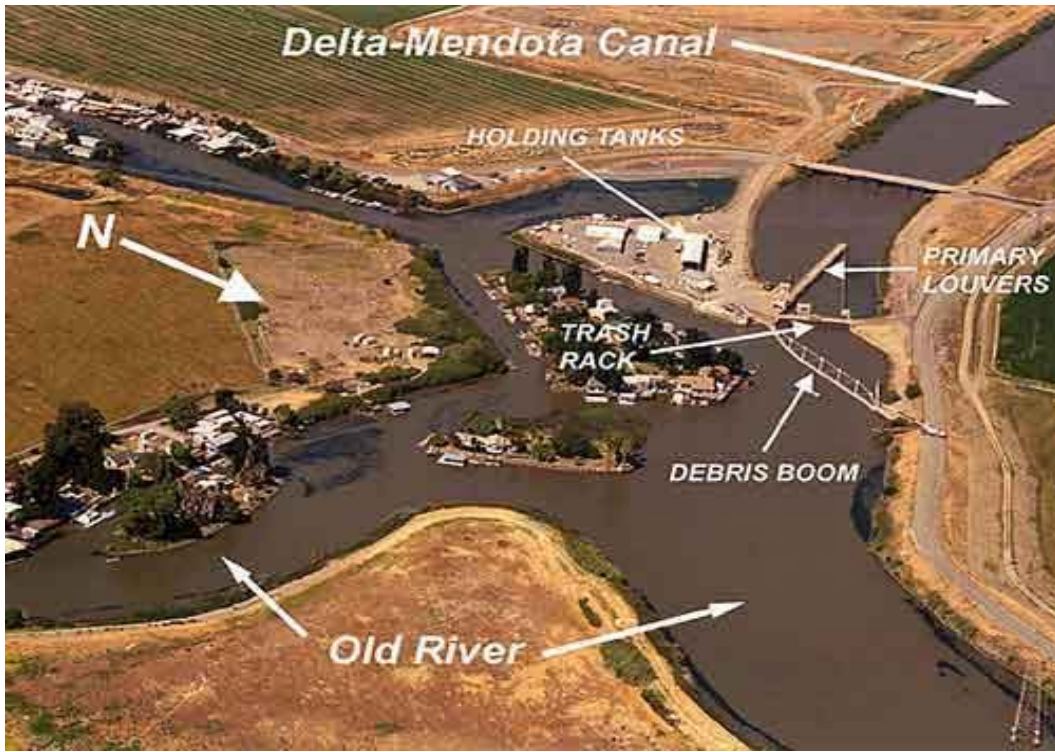 Delta-Mendota Canal
HOLDING TANKS
N
PRIMARY
LOUVERS
TRASH
RACK
DEBRIS BOOM
Old River